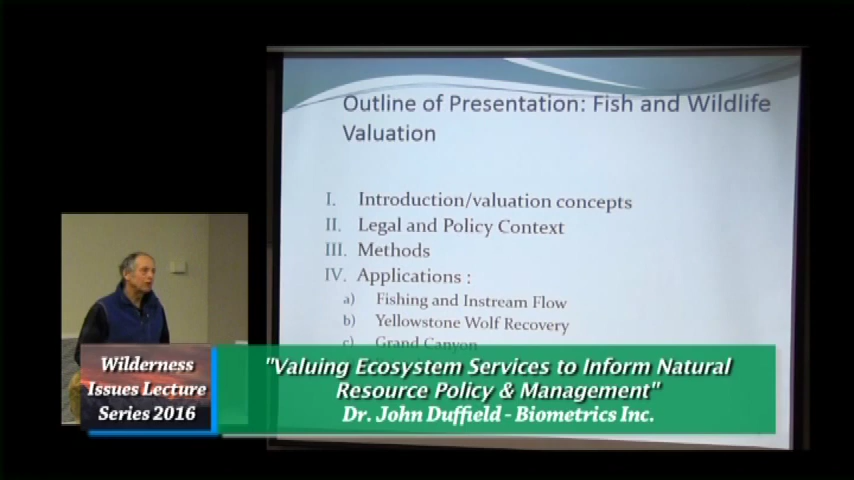 Outline of Presentation: Fish and Wildlife
Valuation
I. Introduction/valuation concepts
II. Legal and Policy Context
III. Methods
IV. Applications :
a) Fishing and Instream Flow
b) Yellowstone Wolf Recovery
c) Grand Canyon
Wilderness
Issues Lecture
Series 2016
"Valuing Ecosystem Services to Inform Natural
Resource Policy & Management"
Dr. John Duffield - Biometrics Inc.